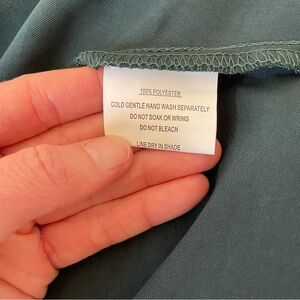 100% POLYESTER
COLD GENTLE HAND WASH SEPARATELY
DO NOT SOAK OR WRING
DO NOT BLEACH
LINE DRY IN SHADE